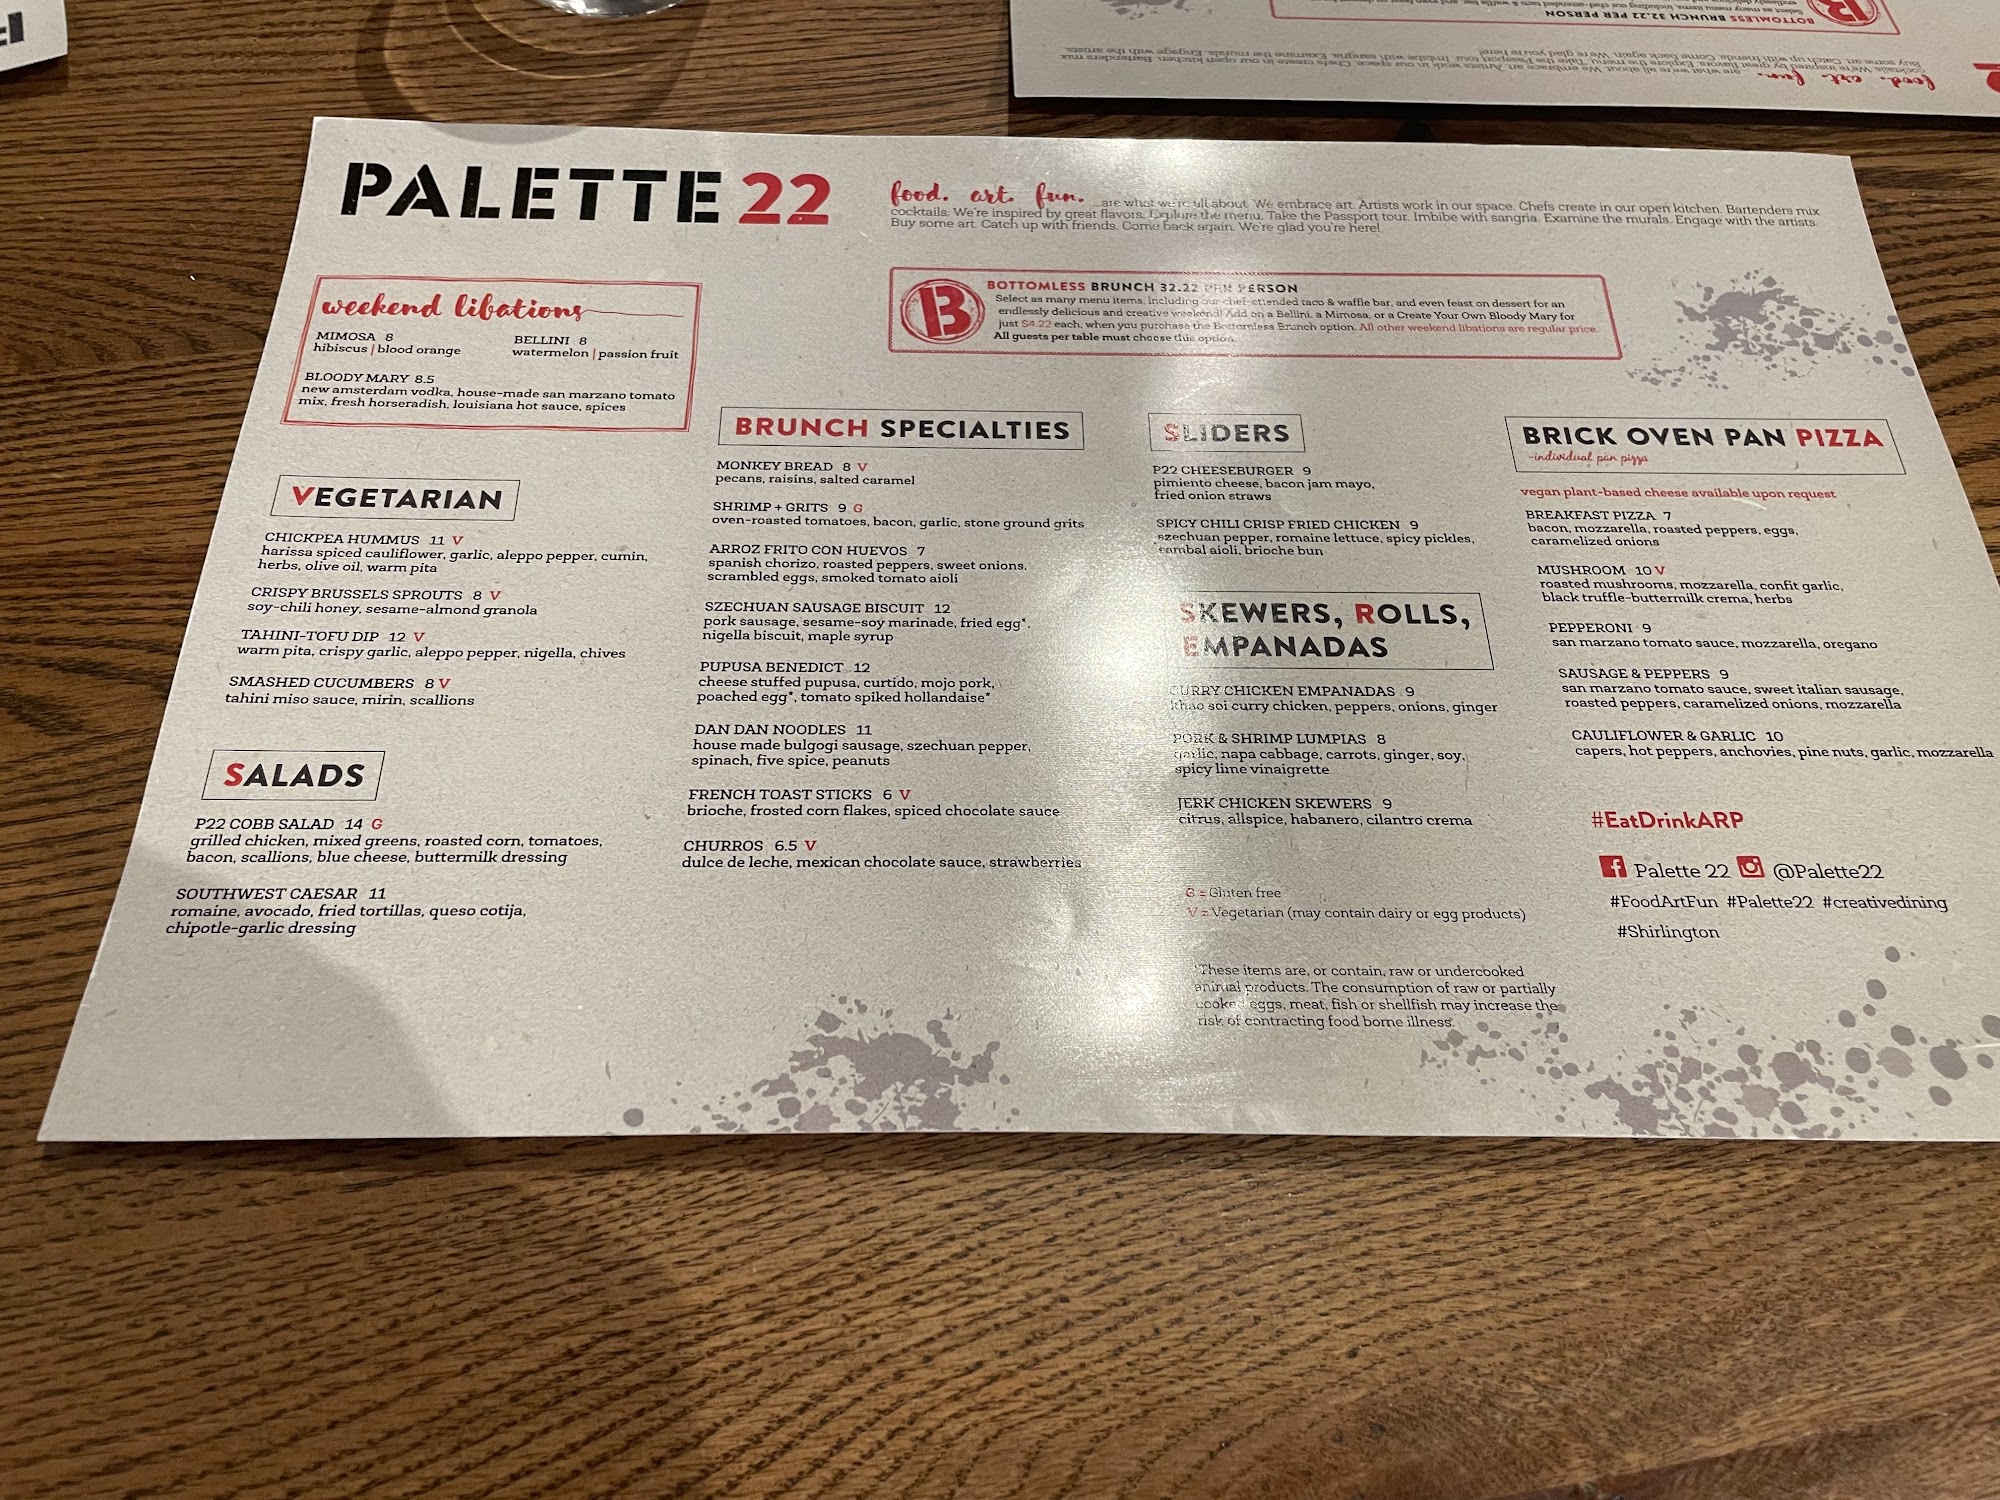 PALETTE 22
food. art. fun. ...are what we're all about. We embrace art. Artists work in our space. Chefs create in our open kitchen. Bartenders mix
cocktails. We're inspired by great flavors. Explore the menu. Take the Passport tour. Imbibe with sangria. Examine the murals. Engage with the artists.
Buy some art. Catch up with friends. Come back again. We're glad you're here!
weekend libations
MIMOSA 8
hibiscus | blood orange
BELLINI 8
watermelon | passion fruit
BLOODY MARY 8.5
new amsterdam vodka, house-made san marzano tomato
mix, fresh horseradish, louisiana hot sauce, spices
B
BOTTOMLESS BRUNCH 32.22 PER PERSON
Select as many menu items, including our chef-attended taco & waffle bar, and even feast on dessert for an
endlessly delicious and creative weekend! Add on a Bellini, a Mimosa, or a Create Your Own Bloody Mary for
just $4.22 each, when you purchase the Bottomless Brunch option. All other weekend libations are regular price.
All guests per table must choose this option.
VEGETARIAN
CHICKPEA HUMMUS 11 V
harissa spiced cauliflower, garlic, aleppo pepper, cumin,
herbs, olive oil, warm pita
CRISPY BRUSSELS SPROUTS 8 V
soy-chili honey, sesame-almond granola
TAHINI-TOFU DIP 12 V
warm pita, crispy garlic, aleppo pepper, nigella, chives
SMASHED CUCUMBERS 8 V
tahini miso sauce, mirin, scallions
SALADS
P22 COBB SALAD 14 G
grilled chicken, mixed greens, roasted corn, tomatoes,
bacon, scallions, blue cheese, buttermilk dressing
SOUTHWEST CAESAR 11
romaine, avocado, fried tortillas, queso cotija,
chipotle-garlic dressing
BRUNCH SPECIALTIES
MONKEY BREAD 8 V
pecans, raisins, salted caramel
SHRIMP + GRITS 9 G
oven-roasted tomatoes, bacon, garlic, stone ground grits
ARROZ FRITO CON HUEVOS 7
spanish chorizo, roasted peppers, sweet onions,
scrambled eggs, smoked tomato aioli
SZECHUAN SAUSAGE BISCUIT 12
pork sausage, sesame-soy marinade, fried egg*,
nigella biscuit, maple syrup
PUPUSA BENEDICT 12
cheese stuffed pupusa, curtido, mojo pork,
poached egg*, tomato spiked hollandaise*
DAN DAN NOODLES 11
house made bulgogi sausage, szechuan pepper,
spinach, five spice, peanuts
FRENCH TOAST STICKS 6 V
brioche, frosted corn flakes, spiced chocolate sauce
CHURROS 6.5 V
dulce de leche, mexican chocolate sauce, strawberries
SLIDERS
P22 CHEESEBURGER 9
pimiento cheese, bacon jam mayo,
fried onion straws
SPICY CHILI CRISP FRIED CHICKEN 9
szechuan pepper, romaine lettuce, spicy pickles,
sambal aioli, brioche bun
SKEWERS, ROLLS,
EMPANADAS
CURRY CHICKEN EMPANADAS 9
khao soi curry chicken, peppers, onions, ginger
PORK & SHRIMP LUMPIAS 8
garlic, napa cabbage, carrots, ginger, soy,
spicy lime vinaigrette
JERK CHICKEN SKEWERS 9
citrus, allspice, habanero, cilantro crema
G = Gluten free
V = Vegetarian (may contain dairy or egg products)
*These items are, or contain, raw or undercooked
animal products. The consumption of raw or partially
cooked eggs, meat, fish or shellfish may increase the
risk of contracting food borne illness.
BRICK OVEN PAN PIZZA
-individual pan pizza
vegan plant-based cheese available upon request
BREAKFAST PIZZA 7
bacon, mozzarella, roasted peppers, eggs,
caramelized onions
MUSHROOM 10 V
roasted mushrooms, mozzarella, confit garlic,
black truffle-buttermilk crema, herbs
PEPPERONI 9
san marzano tomato sauce, mozzarella, oregano
SAUSAGE & PEPPERS 9
san marzano tomato sauce, sweet italian sausage,
roasted peppers, caramelized onions, mozzarella
CAULIFLOWER & GARLIC 10
capers, hot peppers, anchovies, pine nuts, garlic, mozzarella
#EatDrinkARP
Palette 22 @Palette22
#FoodArtFun #Palette22 #creativedining
#Shirlington
BOTTOMLESS BRUNCH 32.22 PER PERSON
food. art. fun.